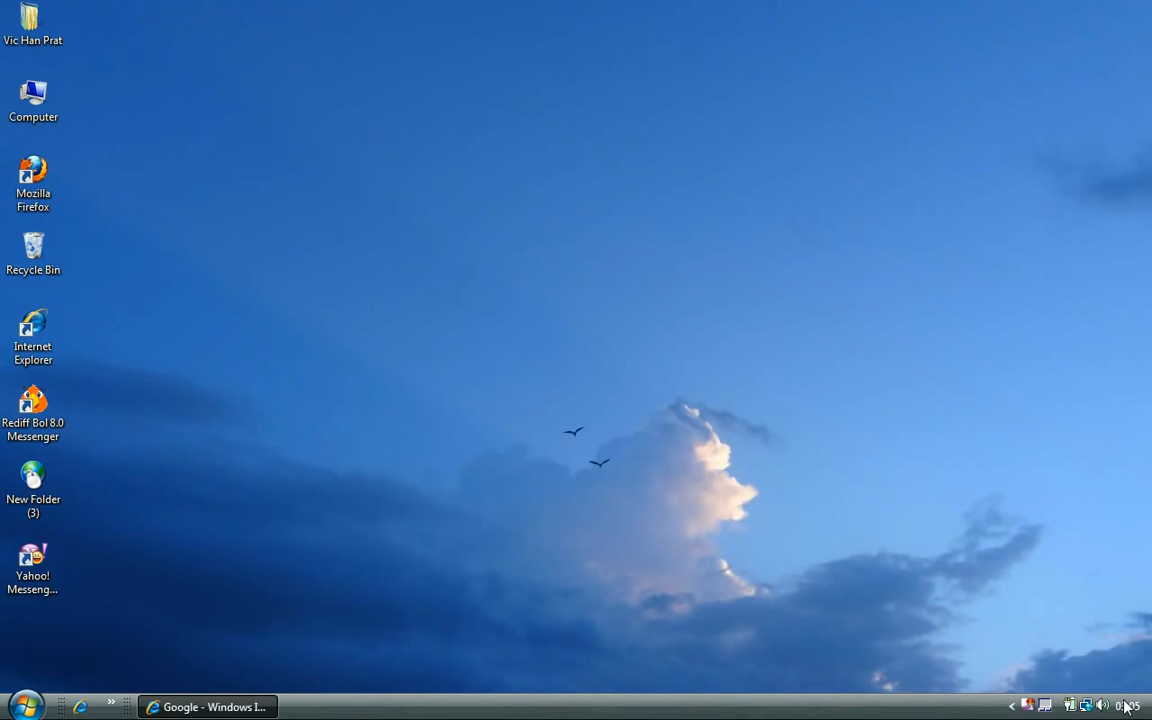 Vic Han Prat
Computer
Mozilla
Firefox
Recycle Bin
Internet
Explorer
Rediff Bol 8.0
Messenger
New Folder
(3)
Yahoo!
Messeng...
Google - Windows I...